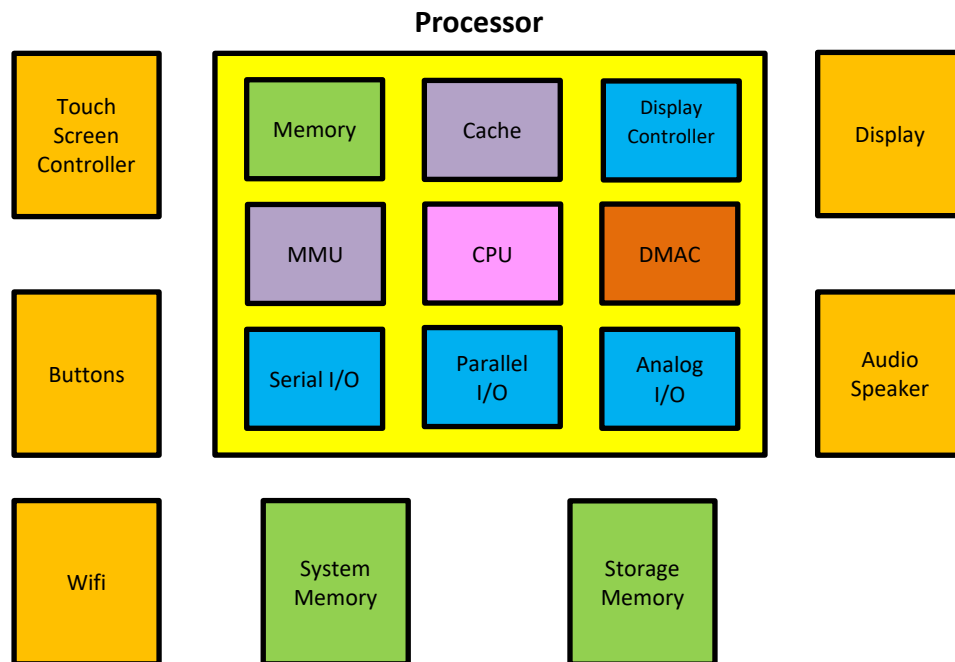 Processor
Touch
Screen
Controller
Memory
Cache
Display
Controller
Display
MMU
CPU
DMAC
Buttons
Serial I/O
Parallel
I/O
Analog
I/O
Audio
Speaker
Wifi
System
Memory
Storage
Memory